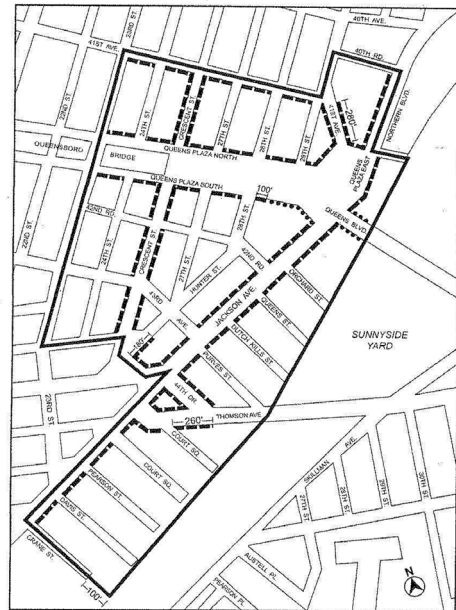 40TH AVE.
23RD ST.
41ST AVE.
40TH RD.
22ND ST.
24TH ST.
CRESCENT ST.
27TH ST.
28TH ST.
29TH ST.
41ST AVE.
280'
NORTHERN BLVD.
QUEENSBORO
BRIDGE
QUEENS PLAZA NORTH
QUEENS PLAZA EAST
QUEENS PLAZA SOUTH
100'
QUEENS BLVD.
42ND RD.
22ND ST.
24TH ST.
CRESCENT ST.
27TH ST.
28TH ST.
HUNTER ST.
42ND RD.
43RD
AVE.
JACKSON AVE.
ORCHARD ST.
QUEENS ST.
DUTCH KILLS ST.
PURVES ST.
SUNNYSIDE
YARD
180'
44TH DR.
23RD ST.
260'
THOMSON AVE
COURT SQ.
COURT SQ.
PEARSON ST.
DAVIS ST.
CRANE ST.
100'
SKILLMAN AVE.
27TH ST.
28TH ST.
29TH ST.
30TH ST.
AUSTELL PL.
PEARSON PL.
N